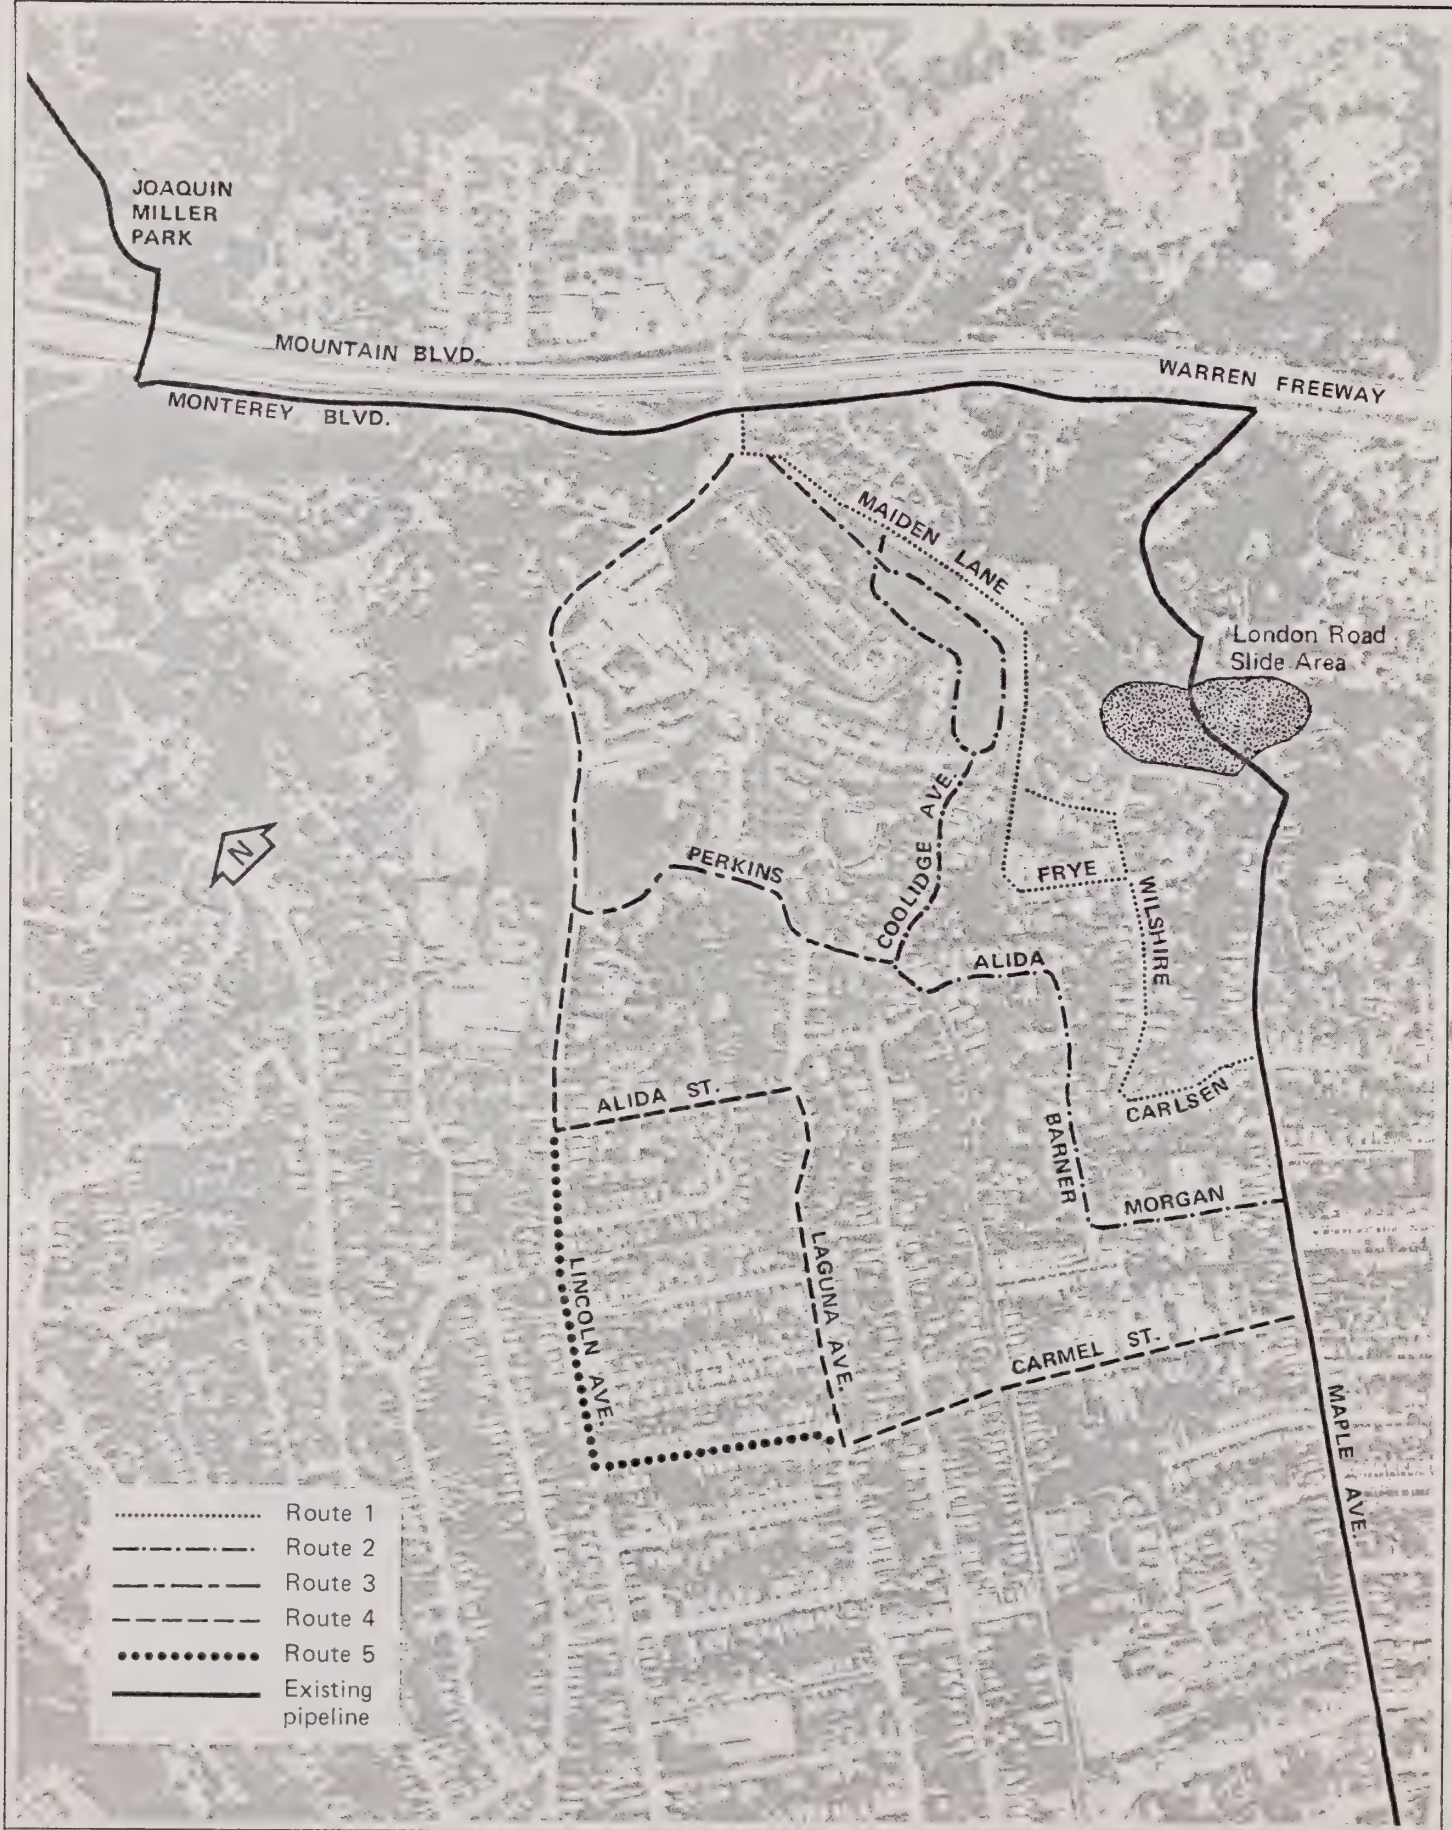 JOAQUIN
MILLER
PARK
MOUNTAIN BLVD.
WARREN FREEWAY
MONTEREY BLVD.
MAIDEN LANE
London Road
Slide Area
N
COOLIDGE AVE.
PERKINS
FRYE
WILSHIRE
ALIDA
ALIDA ST.
CARLSEN
BARNER
MORGAN
LINCOLN AVE.
LAGUNA AVE.
CARMEL ST.
MAPLE AVE.
Route 1
Route 2
Route 3
Route 4
Route 5
Existing
pipeline